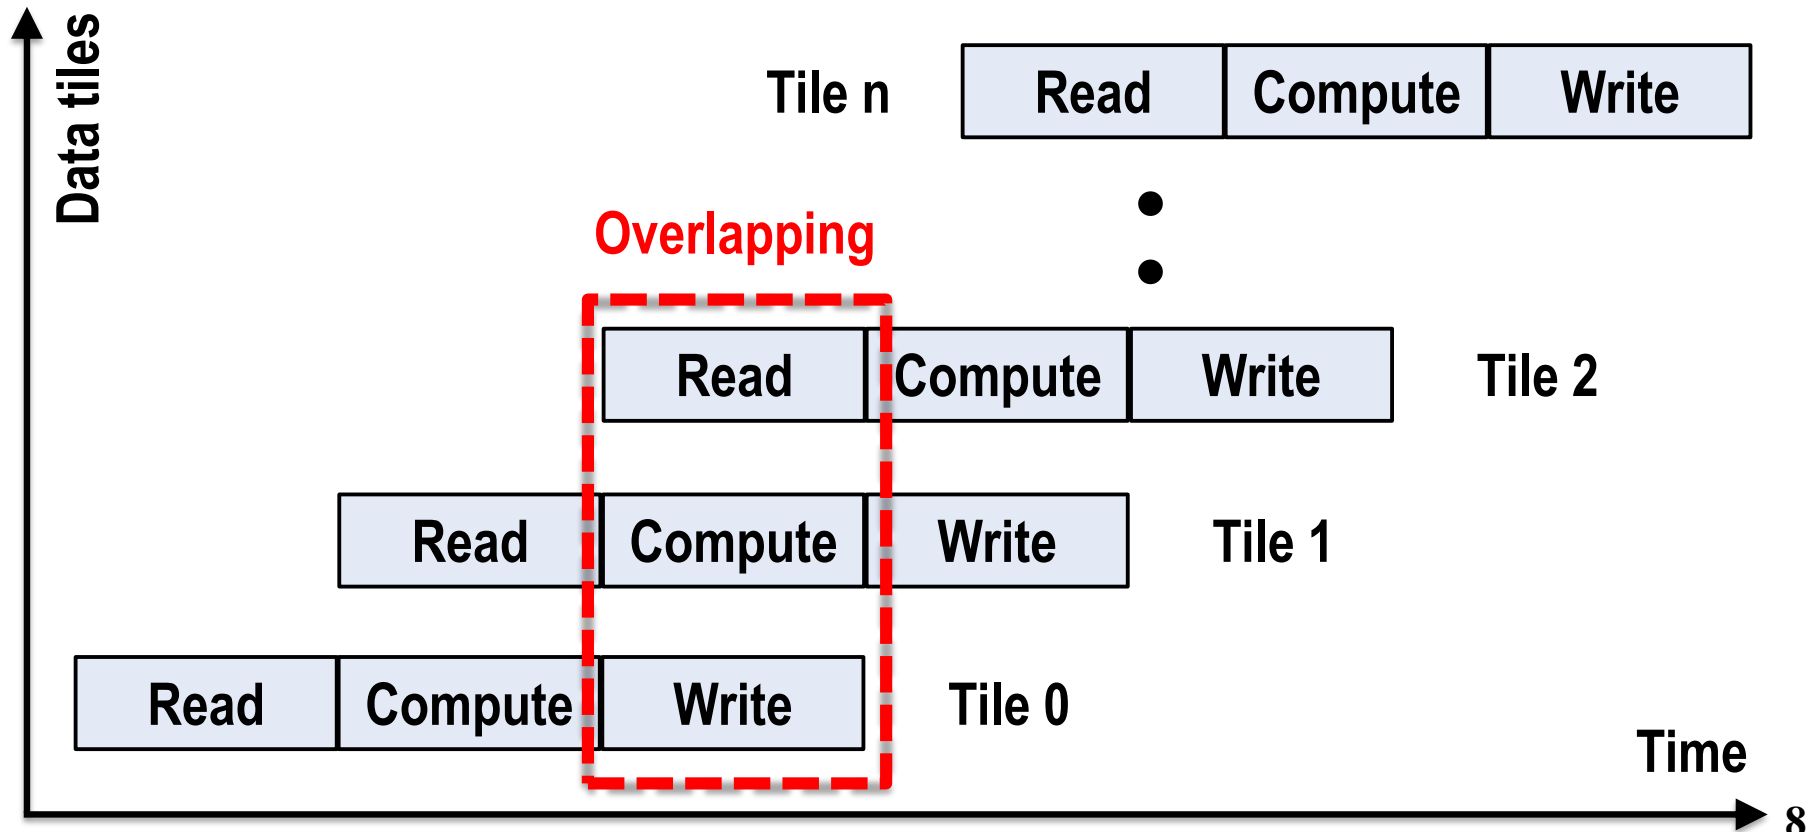 Data tiles
Tile n Read Compute Write
Overlapping
Read Compute Write Tile 2
Read Compute Write Tile 1
Read Compute Write Tile 0
Time
8